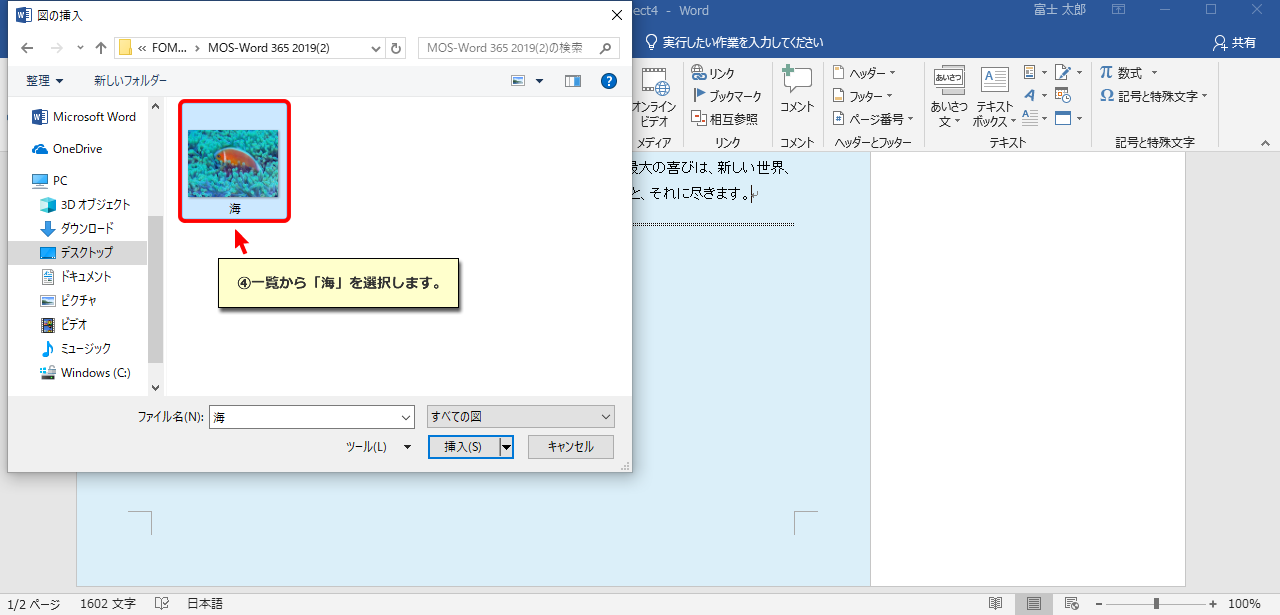 図の挿入
ect4 - Word
富士 太郎
実行したい作業を入力してください
共有
« FOM... › MOS-Word 365 2019(2)
MOS-Word 365 2019(2)の検索
整理
新しいフォルダー
Microsoft Word
OneDrive
PC
3D オブジェクト
ダウンロード
デスクトップ
ドキュメント
ピクチャ
ビデオ
ミュージック
Windows (C:)
海
④一覧から「海」を選択します。
ファイル名(N):
海
すべての図
ツール(L)
挿入(S)
キャンセル
オンライン
ビデオ
メディア
リンク
ブックマーク
相互参照
リンク
コメント
コメント
ヘッダー
フッター
ページ番号
ヘッダーとフッター
あいさつ
あいさつ
文
テキスト
ボックス
テキスト
π 数式
Ω 記号と特殊文字
記号と特殊文字
最大の喜びは、新しい世界、
と、それに尽きます。
1/2 ページ
1602 文字
日本語
100%